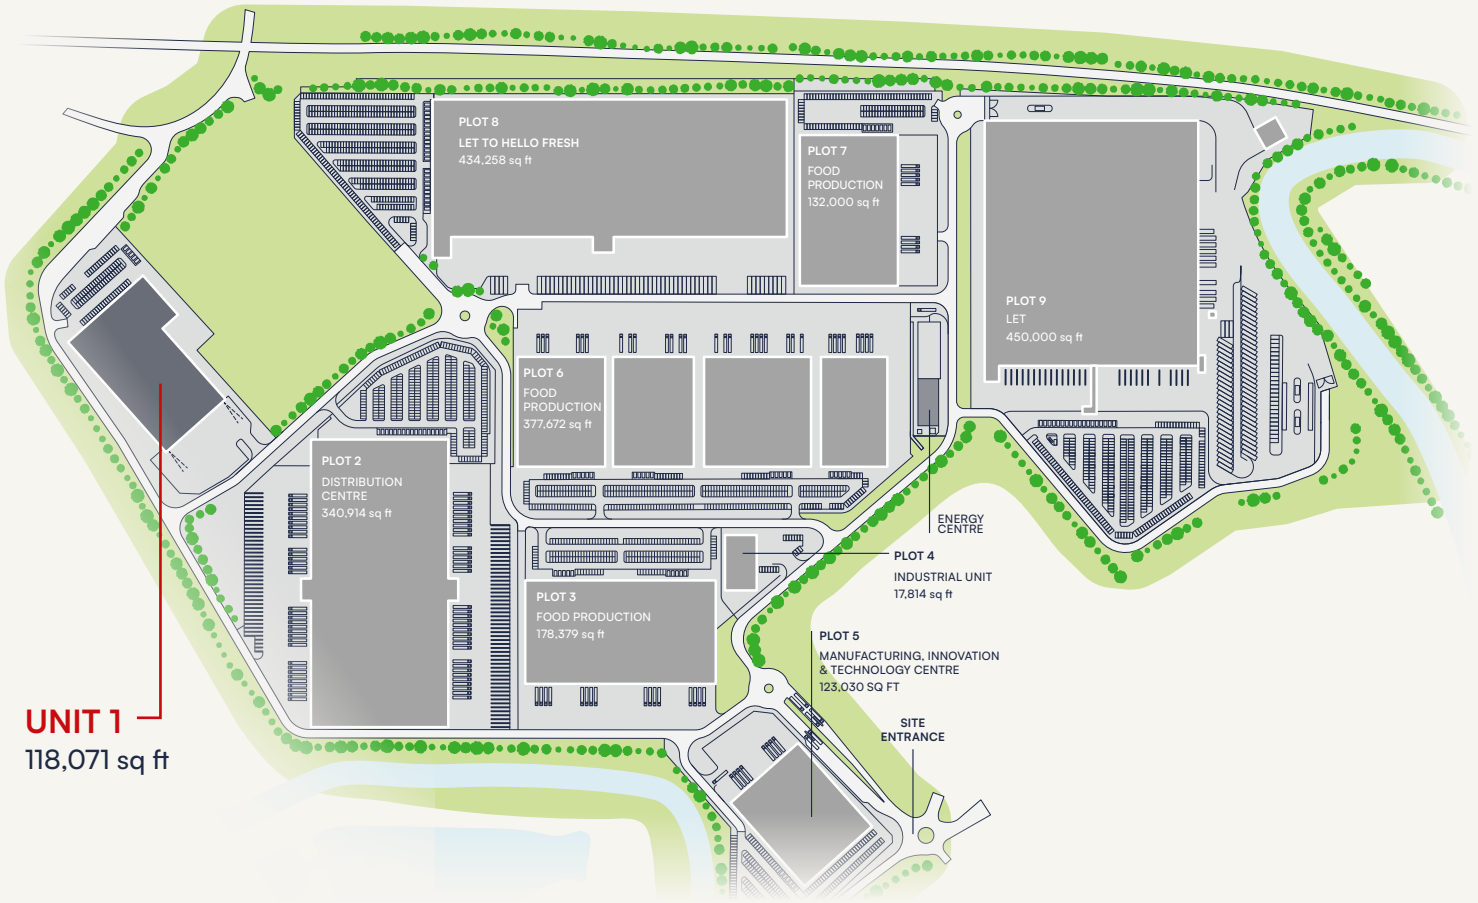 PLOT 8
LET TO HELLO FRESH
434,258 sq ft
PLOT 7
FOOD
PRODUCTION
132,000 sq ft
PLOT 9
LET
450,000 sq ft
PLOT 6
FOOD
PRODUCTION
377,672 sq ft
PLOT 2
DISTRIBUTION
CENTRE
340,914 sq ft
ENERGY
CENTRE
PLOT 4
INDUSTRIAL UNIT
17,814 sq ft
PLOT 3
FOOD PRODUCTION
178,379 sq ft
PLOT 5
MANUFACTURING, INNOVATION
& TECHNOLOGY CENTRE
123,030 SQ FT
UNIT 1
118,071 sq ft
SITE
ENTRANCE